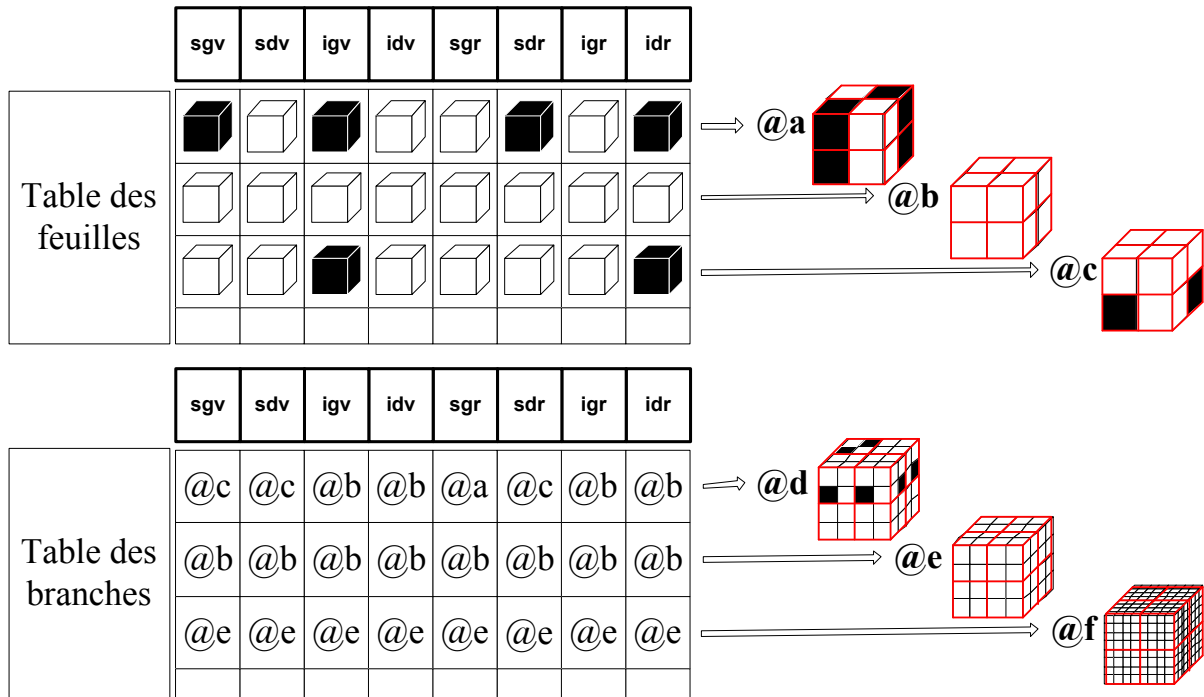 sgv sdv igv idv sgr sdr igr idr
Table des
feuilles
@a
@b
@c
sgv sdv igv idv sgr sdr igr idr
Table des
branches
@c @c @b @b @a @c @b @b
@d
@b @b @b @b @b @b @b @b
@e
@e @e @e @e @e @e @e @e
@f